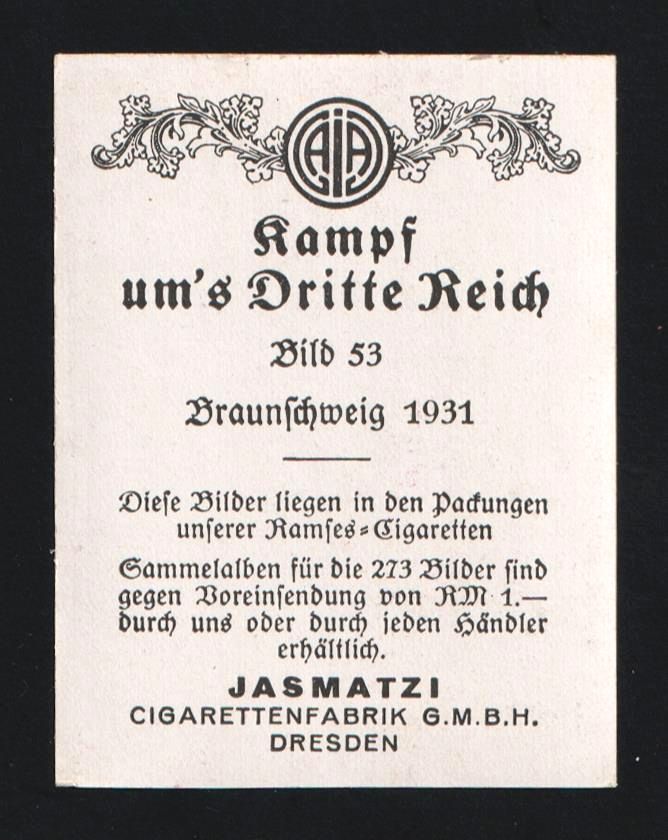 Kampf
um's Dritte Reich
Bild 53
Braunschweig 1931
Diese Bilder liegen in den Packungen
unserer Ramses=Cigaretten
Sammelalben für die 273 Bilder sind
gegen Voreinsendung von RM 1.—
durch uns oder durch jeden Händler
erhältlich.
JASMATZI
CIGARETTENFABRIK G.M.B.H.
DRESDEN